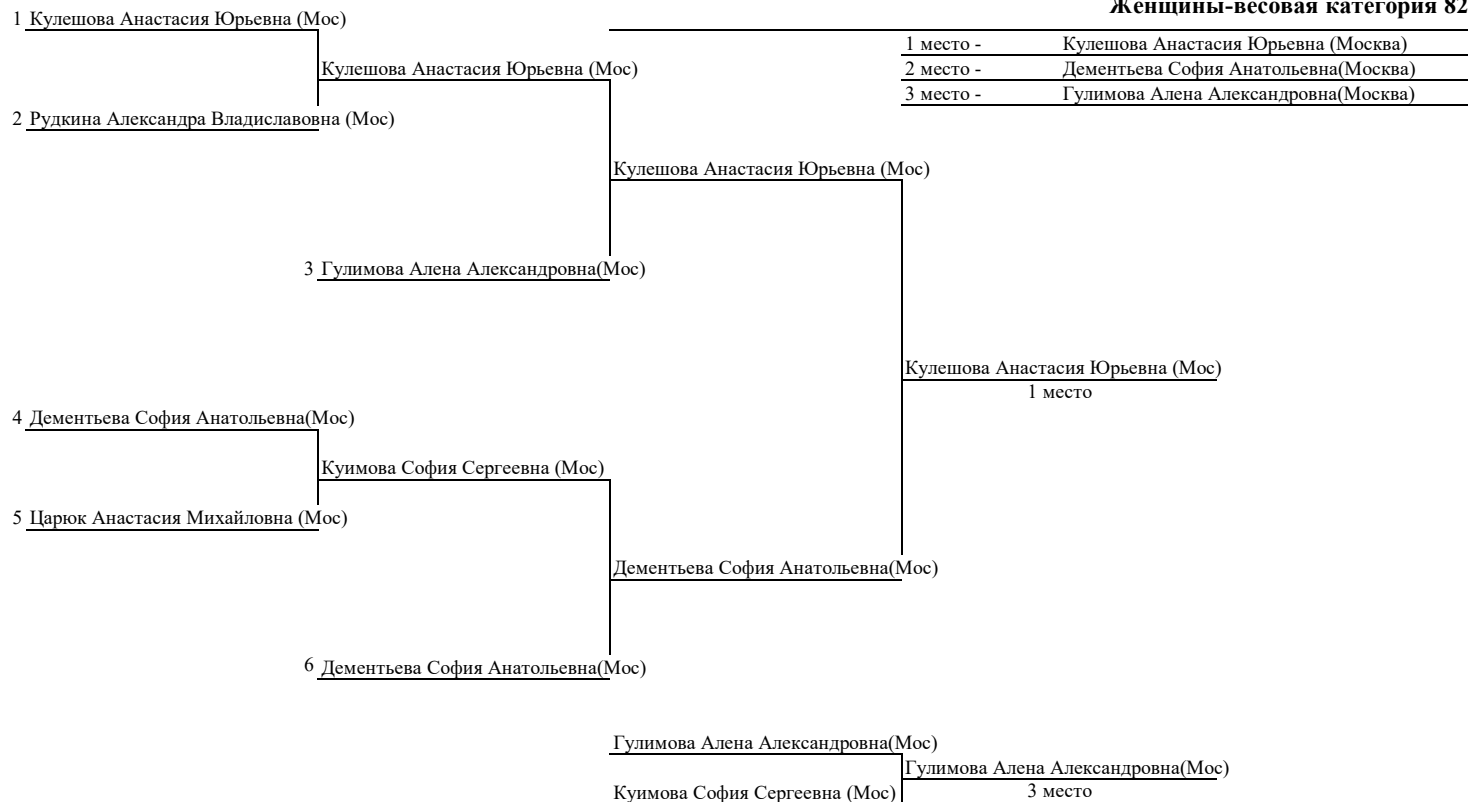 Женщины-весовая категория 82
1 Кулешова Анастасия Юрьевна (Мос)
1 место - Кулешова Анастасия Юрьевна (Москва)
Кулешова Анастасия Юрьевна (Мос)
2 место - Дементьева София Анатольевна(Москва)
3 место - Гулимова Алена Александровна(Москва)
2 Рудкина Александра Владиславовна (Мос)
Кулешова Анастасия Юрьевна (Мос)
3 Гулимова Алена Александровна(Мос)
Кулешова Анастасия Юрьевна (Мос)
1 место
4 Дементьева София Анатольевна(Мос)
Куимова София Сергеевна (Мос)
5 Царюк Анастасия Михайловна (Мос)
Дементьева София Анатольевна(Мос)
6 Дементьева София Анатольевна(Мос)
Гулимова Алена Александровна(Мос)
Гулимова Алена Александровна(Мос)
3 место
Куимова София Сергеевна (Мос)